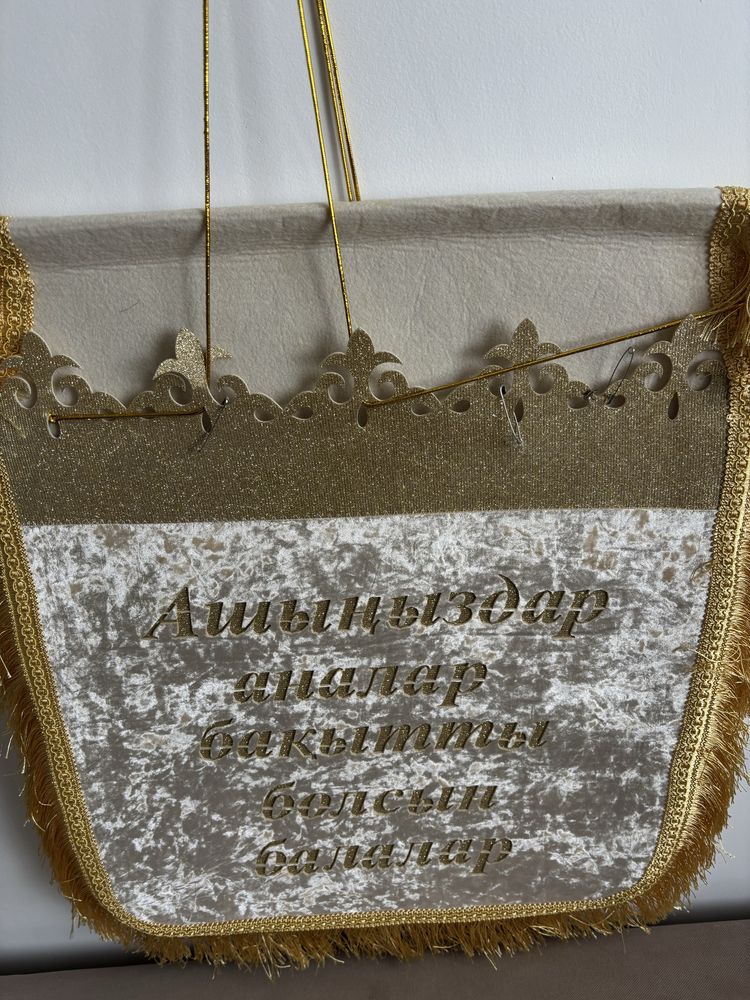 Ашыңыздар
аналар
бақытты
болсын
балалар